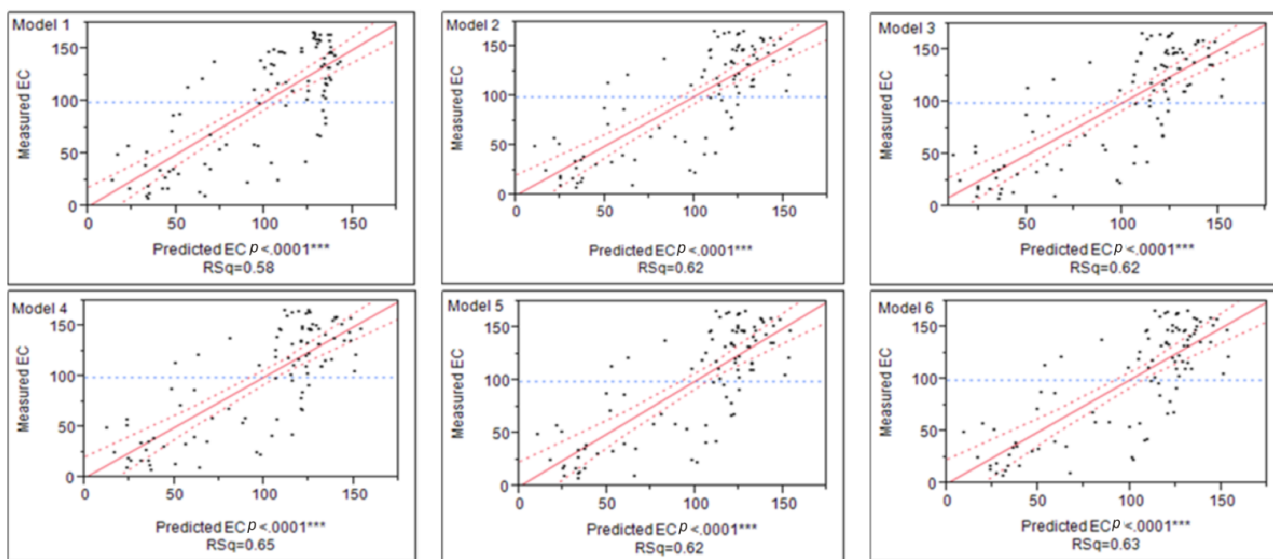 Model 1
Measured EC
150
100
50
0
0 50 100 150
Predicted EC p <.0001***
RSq=0.58
Model 2
Measured EC
150
100
50
0
0 50 100 150
Predicted EC p <.0001***
RSq=0.62
Model 3
Measured EC
150
100
50
0
50 100 150
Predicted EC p <.0001***
RSq=0.62
Model 4
Measured EC
150
100
50
0
0 50 100 150
Predicted EC p <.0001***
RSq=0.65
Model 5
Measured EC
150
100
50
0
0 50 100 150
Predicted EC p <.0001***
RSq=0.62
Model 6
Measured EC
150
100
50
0
0 50 100 150
Predicted EC p <.0001***
RSq=0.63